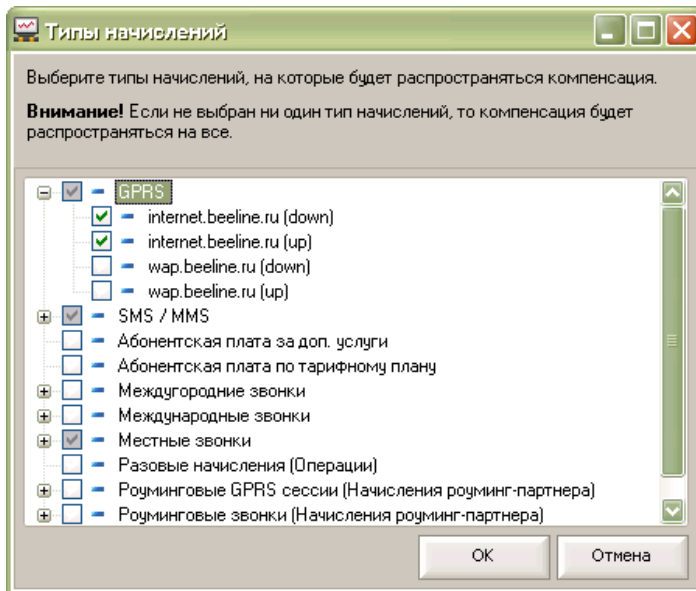 Типы начислений
Выберите типы начислений, на которые будет распространяться компенсация.
Внимание! Если не выбран ни один тип начислений, то компенсация будет
распространяться на все.
GPRS
internet.beeline.ru (down)
internet.beeline.ru (up)
wap.beeline.ru (down)
wap.beeline.ru (up)
SMS / MMS
Абонентская плата за доп. услуги
Абонентская плата по тарифному плану
Междугородние звонки
Международные звонки
Местные звонки
Разовые начисления (Операции)
Роуминговые GPRS сессии (Начисления роуминг-партнера)
Роуминговые звонки (Начисления роуминг-партнера)
OK
Отмена